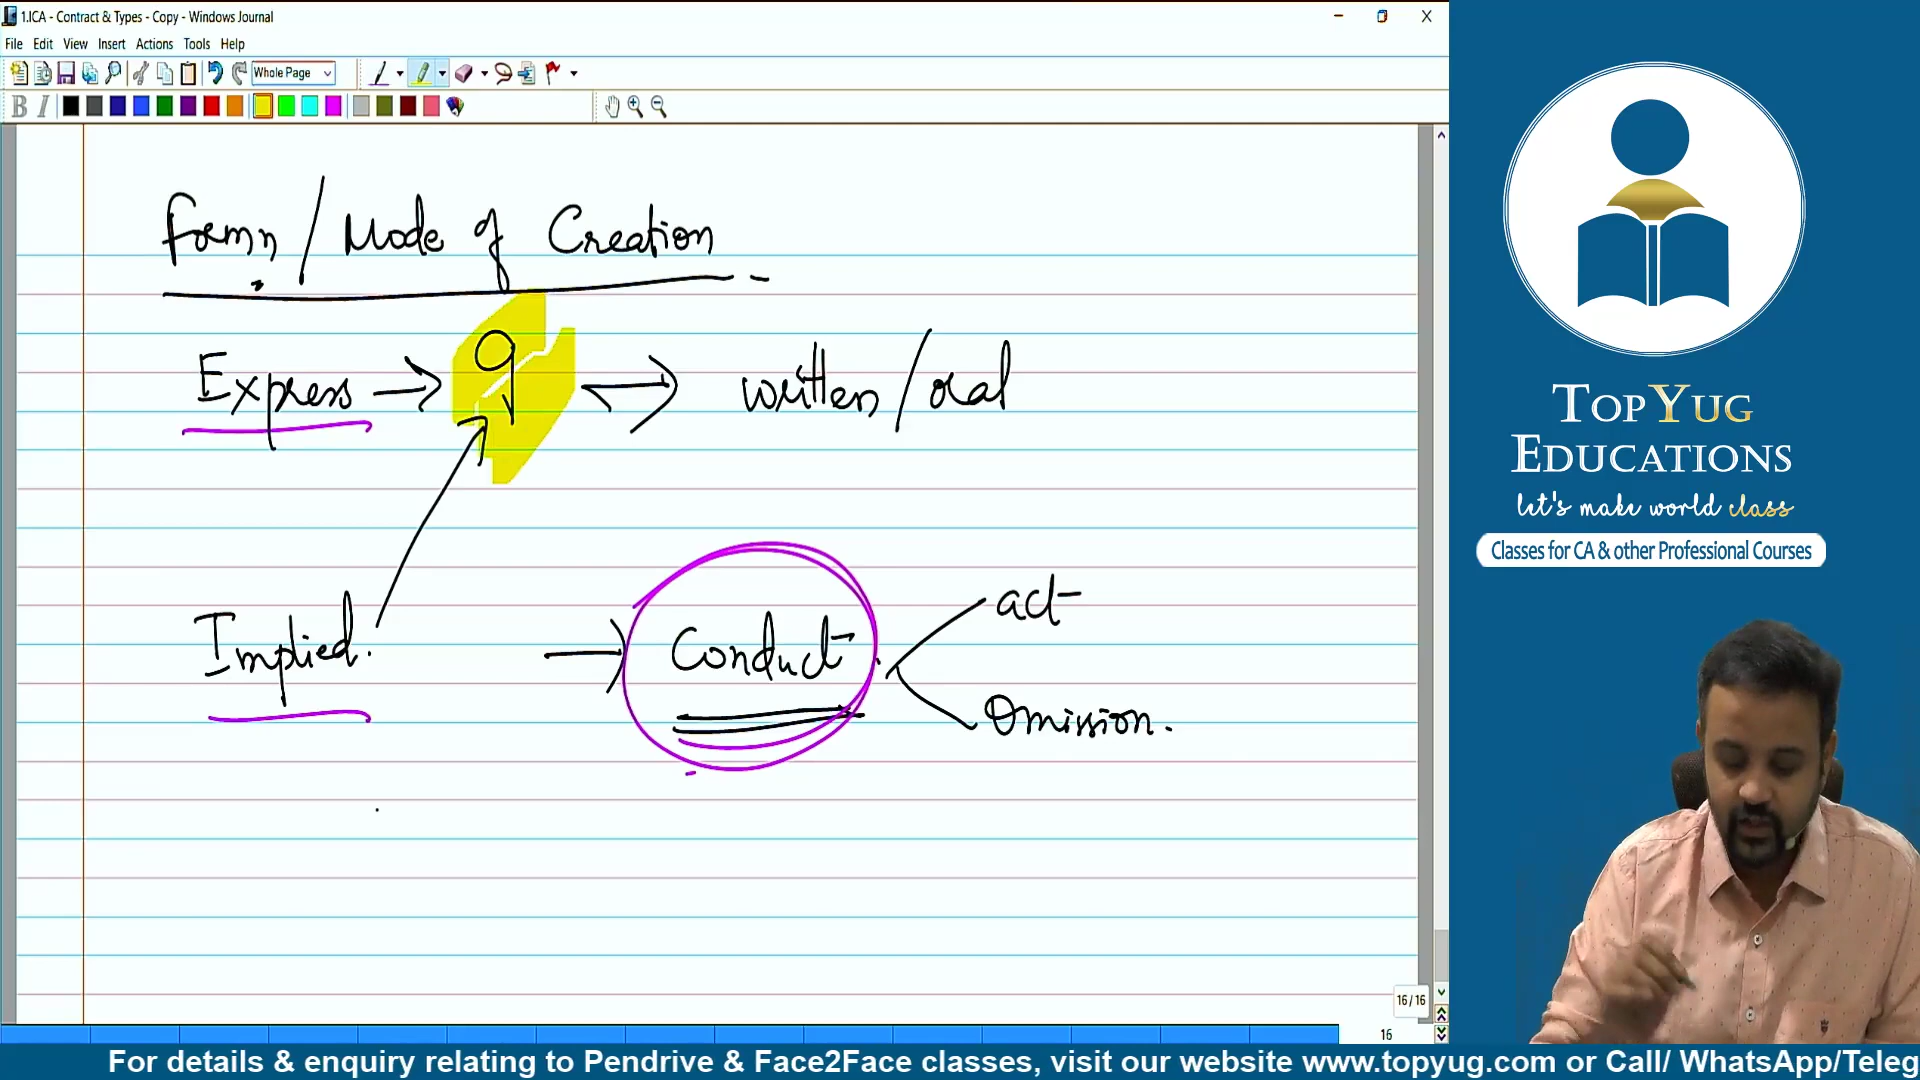 1.ICA - Contract & Types - Copy - Windows Journal
File Edit View Insert Actions Tools Help
Whole Page
B I
Formn / Mode of Creation
Express → 9 → written / oral
Implied. → Conduct. act
Omission.
16 / 16
16
TOPYUG
EDUCATIONS
let's make world class
Classes for CA & other Professional Courses
For details & enquiry relating to Pendrive & Face2Face classes, visit our website www.topyug.com or Call/ WhatsApp/Teleg